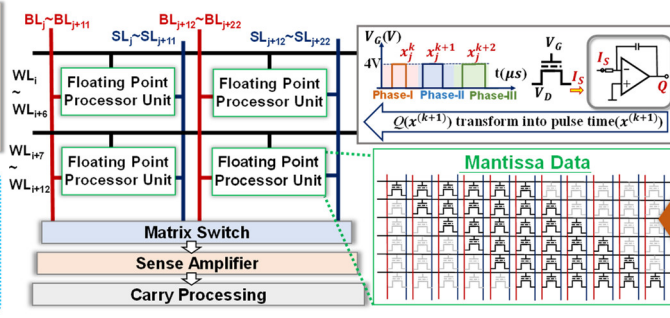 BLj~BLj+11
BLj+12~BLj+22
SLj~SLj+11
SLj+12~SLj+22
WLi
~
WLi+6
Floating Point
Processor Unit
Floating Point
Processor Unit
WLi+7
~
WLi+12
Floating Point
Processor Unit
Floating Point
Processor Unit
Matrix Switch
Sense Amplifier
Carry Processing
VG(V)
4V
xj^k
xj^k+1
xj^k+2
t(μs)
Phase-I
Phase-II
Phase-III
VG
VD
IS
IS
Q
Q(x^(k+1)) transform into pulse time(x^(k+1))
Mantissa Data